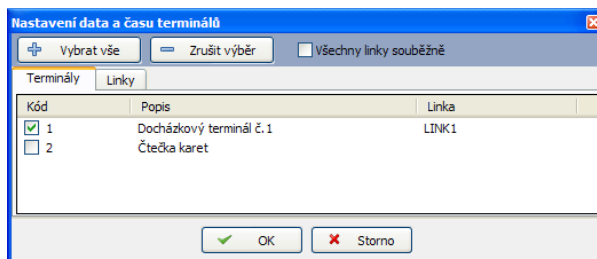 Nastavení data a času terminálů
Vybrat vše Zrušit výběr Všechny linky souběžně
Terminály Linky
Kód Popis Linka
1 Docházkový terminál č.1 LINK1
2 Čtečka karet
OK Storno